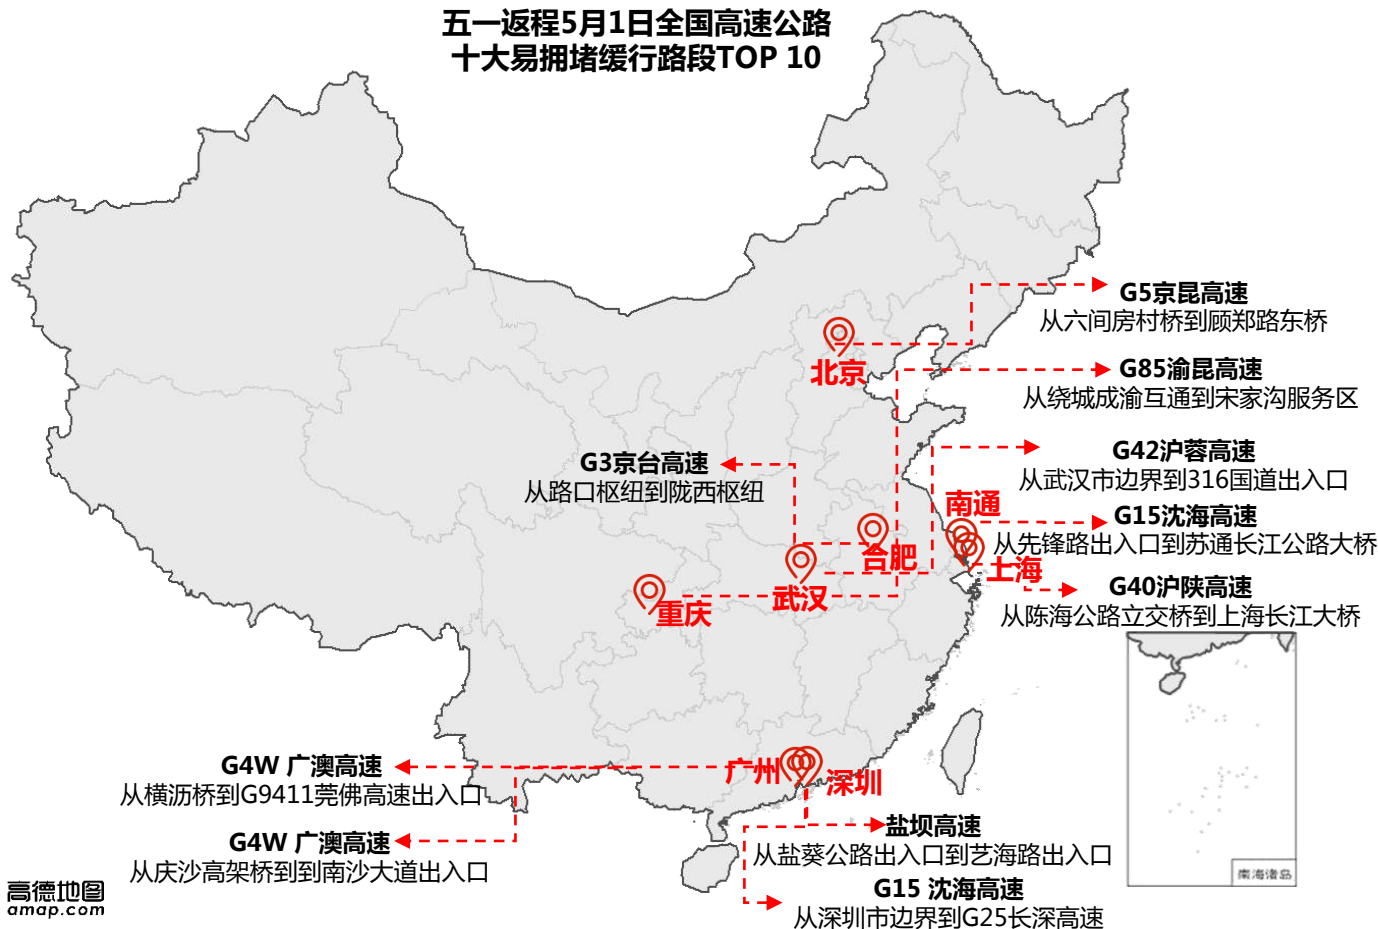 五一返程5月1日全国高速公路
十大易拥堵缓行路段TOP 10
G5京昆高速
从六间房村桥到顾郑路东桥
北京
G85渝昆高速
从绕城成渝互通到宋家沟服务区
G42沪蓉高速
从武汉市边界到316国道出入口
G3京台高速
从路口枢纽到陇西枢纽
南通
G15沈海高速
从先锋路出入口到苏通长江公路大桥
合肥
上海
G40沪陕高速
从陈海公路立交桥到上海长江大桥
武汉
重庆
G4W 广澳高速
从横沥桥到G9411莞佛高速出入口
广州
深圳
G4W 广澳高速
从庆沙高架桥到到南沙大道出入口
盐坝高速
从盐葵公路出入口到艺海路出入口
G15 沈海高速
从深圳市边界到G25长深高速
南海诸岛
高德地图
amap.com